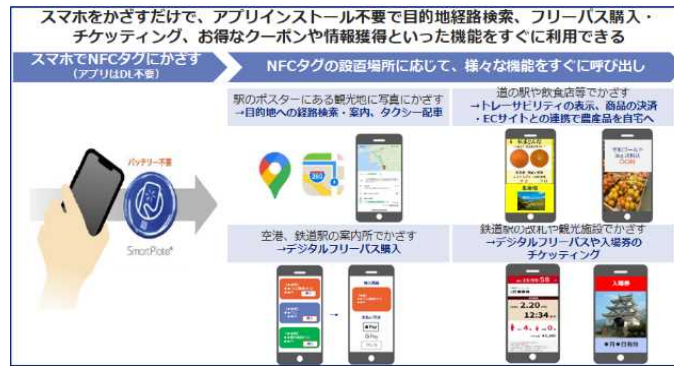 スマホをかざすだけで、アプリインストール不要で目的地経路検索、フリーパス購入・
チケッティング、お得なクーポンや情報獲得といった機能をすぐに利用できる
スマホでNFCタグにかざす
(アプリはDL不要)
NFCタグの設置場所に応じて、様々な機能をすぐに呼び出し
バッテリー不要
SmartPlate®
駅のポスターにある観光地に写真にかざす
→目的地への経路検索・案内、タクシー配車
280
道の駅や飲食店等でかざす
→トレーサビリティの表示、商品の決済
・ECサイトとの連携で農産品を自宅へ
空港、鉄道駅の案内所でかざす
→デジタルフリーパス購入
→
Pay
G Pay
鉄道駅の改札や観光施設でかざす
→デジタルフリーパスや入場券の
チケッティング
2.20
12:34
4
0
入場券